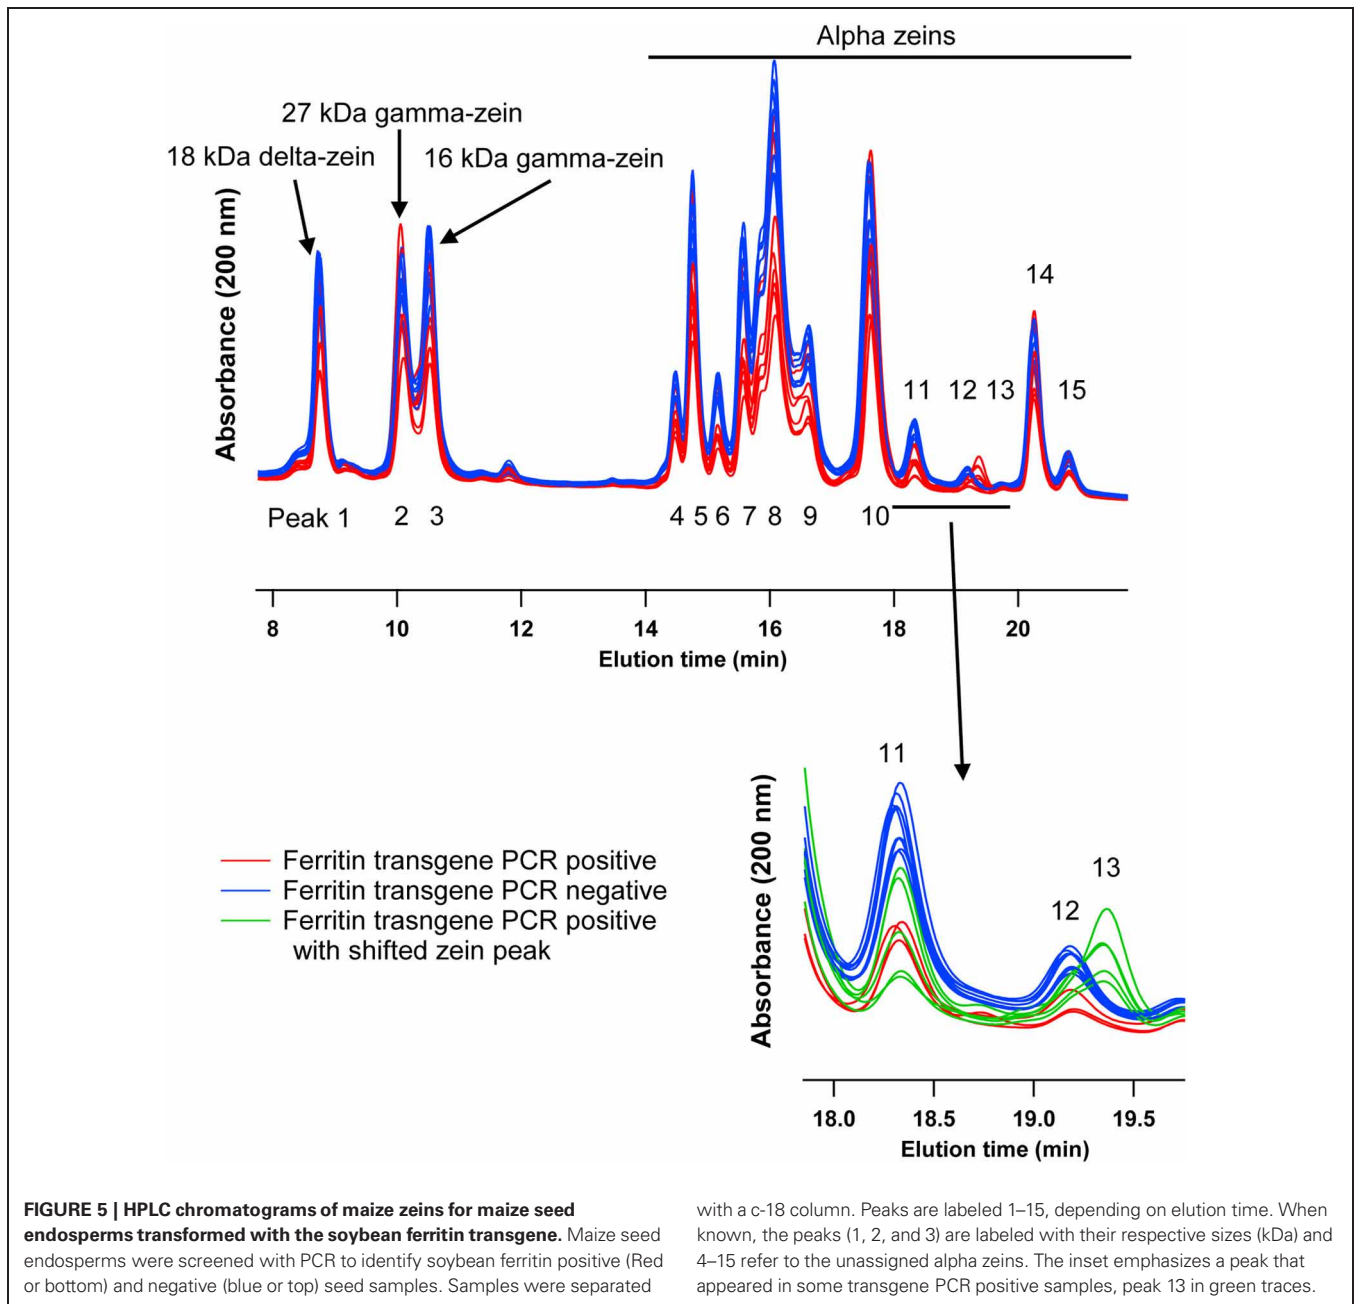 Alpha zeins
27 kDa gamma-zein
18 kDa delta-zein
16 kDa gamma-zein
Absorbance (200 nm)
14
11 12 13
15
Peak 1 2 3 4 5 6 7 8 9 10
8 10 12 14 16 18 20
Elution time (min)
11
13
12
Absorbance (200 nm)
Ferritin transgene PCR positive
Ferritin transgene PCR negative
Ferritin trasngene PCR positive
with shifted zein peak
18.0 18.5 19.0 19.5
Elution time (min)
FIGURE 5 | HPLC chromatograms of maize zeins for maize seed
endosperms transformed with the soybean ferritin transgene. Maize seed
endosperms were screened with PCR to identify soybean ferritin positive (Red
or bottom) and negative (blue or top) seed samples. Samples were separated
with a c-18 column. Peaks are labeled 1–15, depending on elution time. When
known, the peaks (1, 2, and 3) are labeled with their respective sizes (kDa) and
4–15 refer to the unassigned alpha zeins. The inset emphasizes a peak that
appeared in some transgene PCR positive samples, peak 13 in green traces.